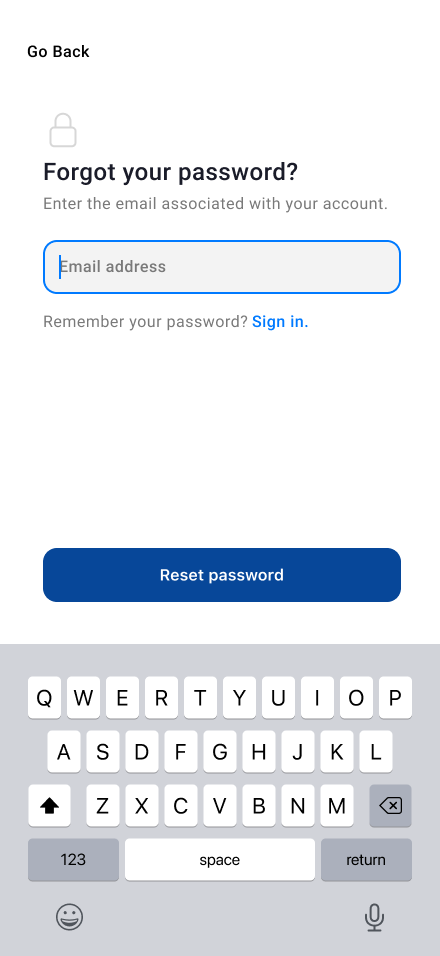 Go Back
Forgot your password?
Enter the email associated with your account.
Email address
Remember your password? Sign in.
Reset password
Q W E R T Y U I O P
A S D F G H J K L
Z X C V B N M
123 space return